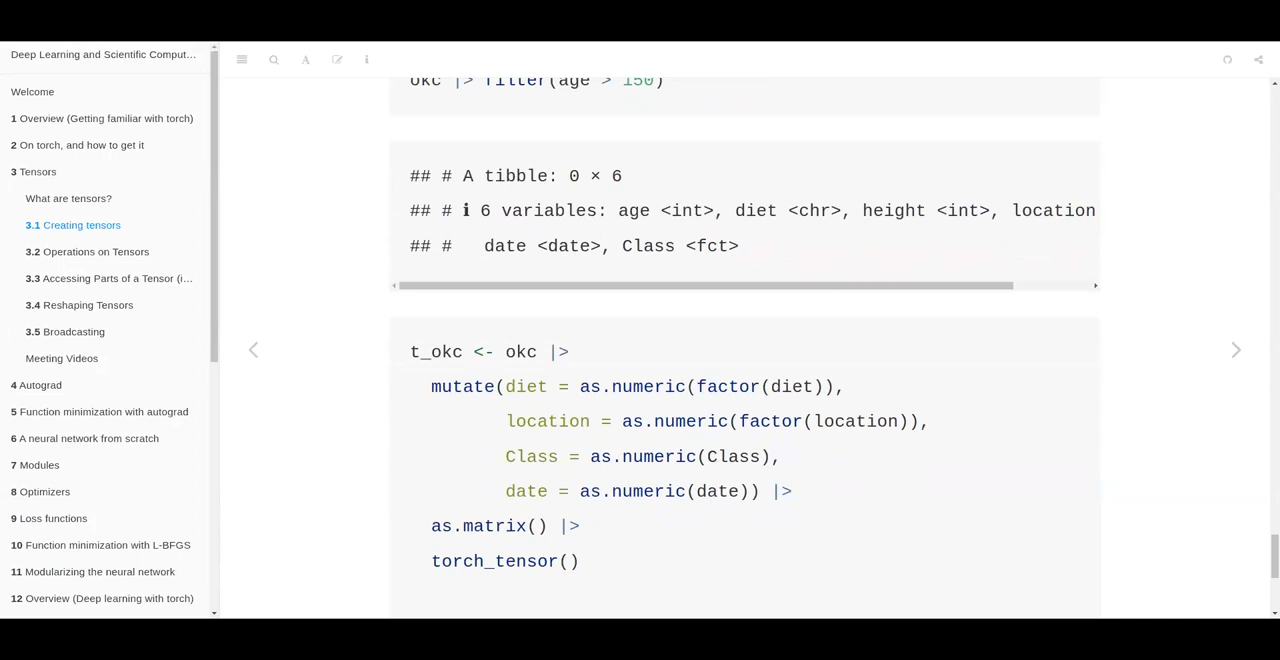 Deep Learning and Scientific Comput…
Welcome
1 Overview (Getting familiar with torch)
2 On torch, and how to get it
3 Tensors
What are tensors?
3.1 Creating tensors
3.2 Operations on Tensors
3.3 Accessing Parts of a Tensor (i…
3.4 Reshaping Tensors
3.5 Broadcasting
Meeting Videos
4 Autograd
5 Function minimization with autograd
6 A neural network from scratch
7 Modules
8 Optimizers
9 Loss functions
10 Function minimization with L-BFGS
11 Modularizing the neural network
12 Overview (Deep learning with torch)
okc |> filter(age > 150)
## # A tibble: 0 × 6
## # ℹ 6 variables: age <int>, diet <chr>, height <int>, location
## #   date <date>, Class <fct>
t_okc <- okc |>
  mutate(diet = as.numeric(factor(diet)),
         location = as.numeric(factor(location)),
         Class = as.numeric(Class),
         date = as.numeric(date)) |>
  as.matrix() |>
  torch_tensor()